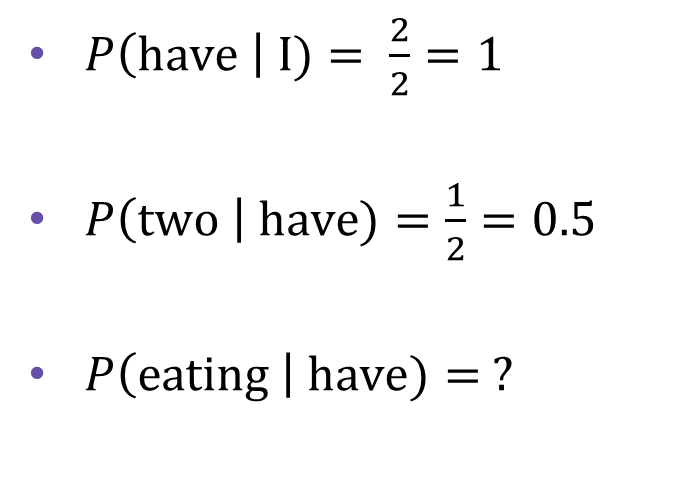 • P(have | I) = 2/2 = 1
• P(two | have) = 1/2 = 0.5
• P(eating | have) = ?